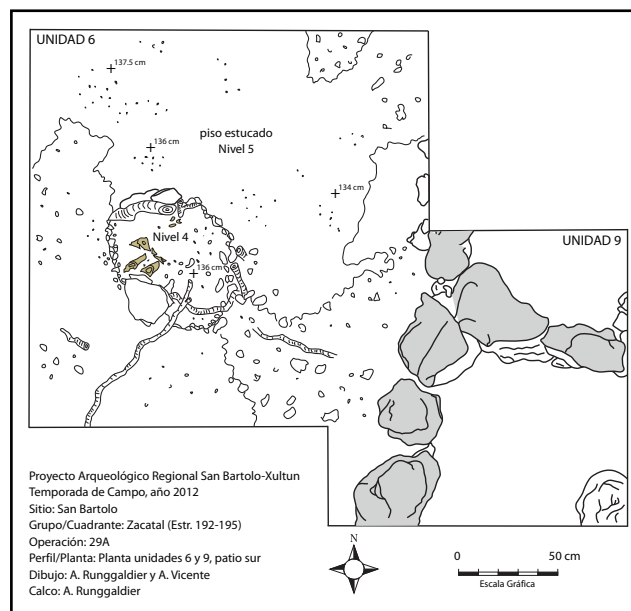 UNIDAD 6
137.5 cm
136 cm
piso estucado
Nivel 5
134 cm
Nivel 4
136 cm
UNIDAD 9
Proyecto Arqueológico Regional San Bartolo-Xultun
Temporada de Campo, año 2012
Sitio: San Bartolo
Grupo/Cuadrante: Zacatal (Estr. 192-195)
Operación: 29A
Perfil/Planta: Planta unidades 6 y 9, patio sur
Dibujo: A. Runggaldier y A. Vicente
Calco: A. Runggaldier
N
0 50 cm
Escala Gráfica